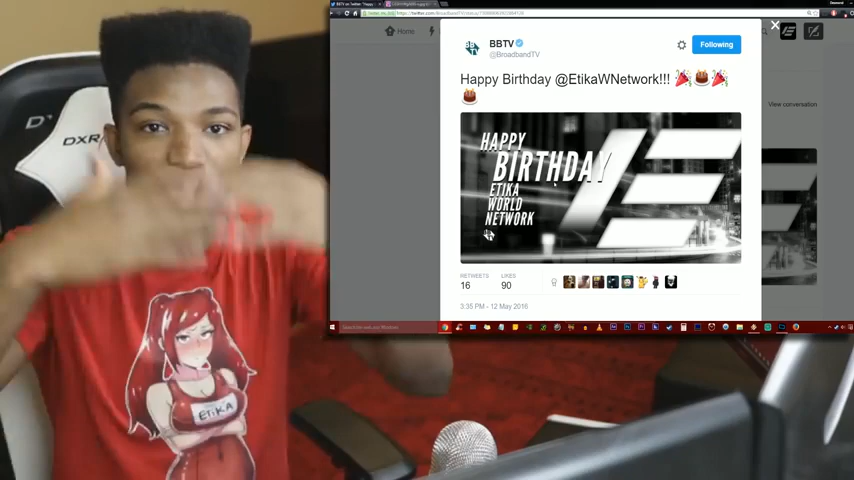 Home
BBTV
@BroadbandTV
Following
Happy Birthday @EtikaWNetwork!!!
View conversation
HAPPY
BIRTHDAY
ETIKA
WORLD
NETWORK
RETWEETS
LIKES
16
90
3:35 PM - 12 May 2016
DXR
ETIKA